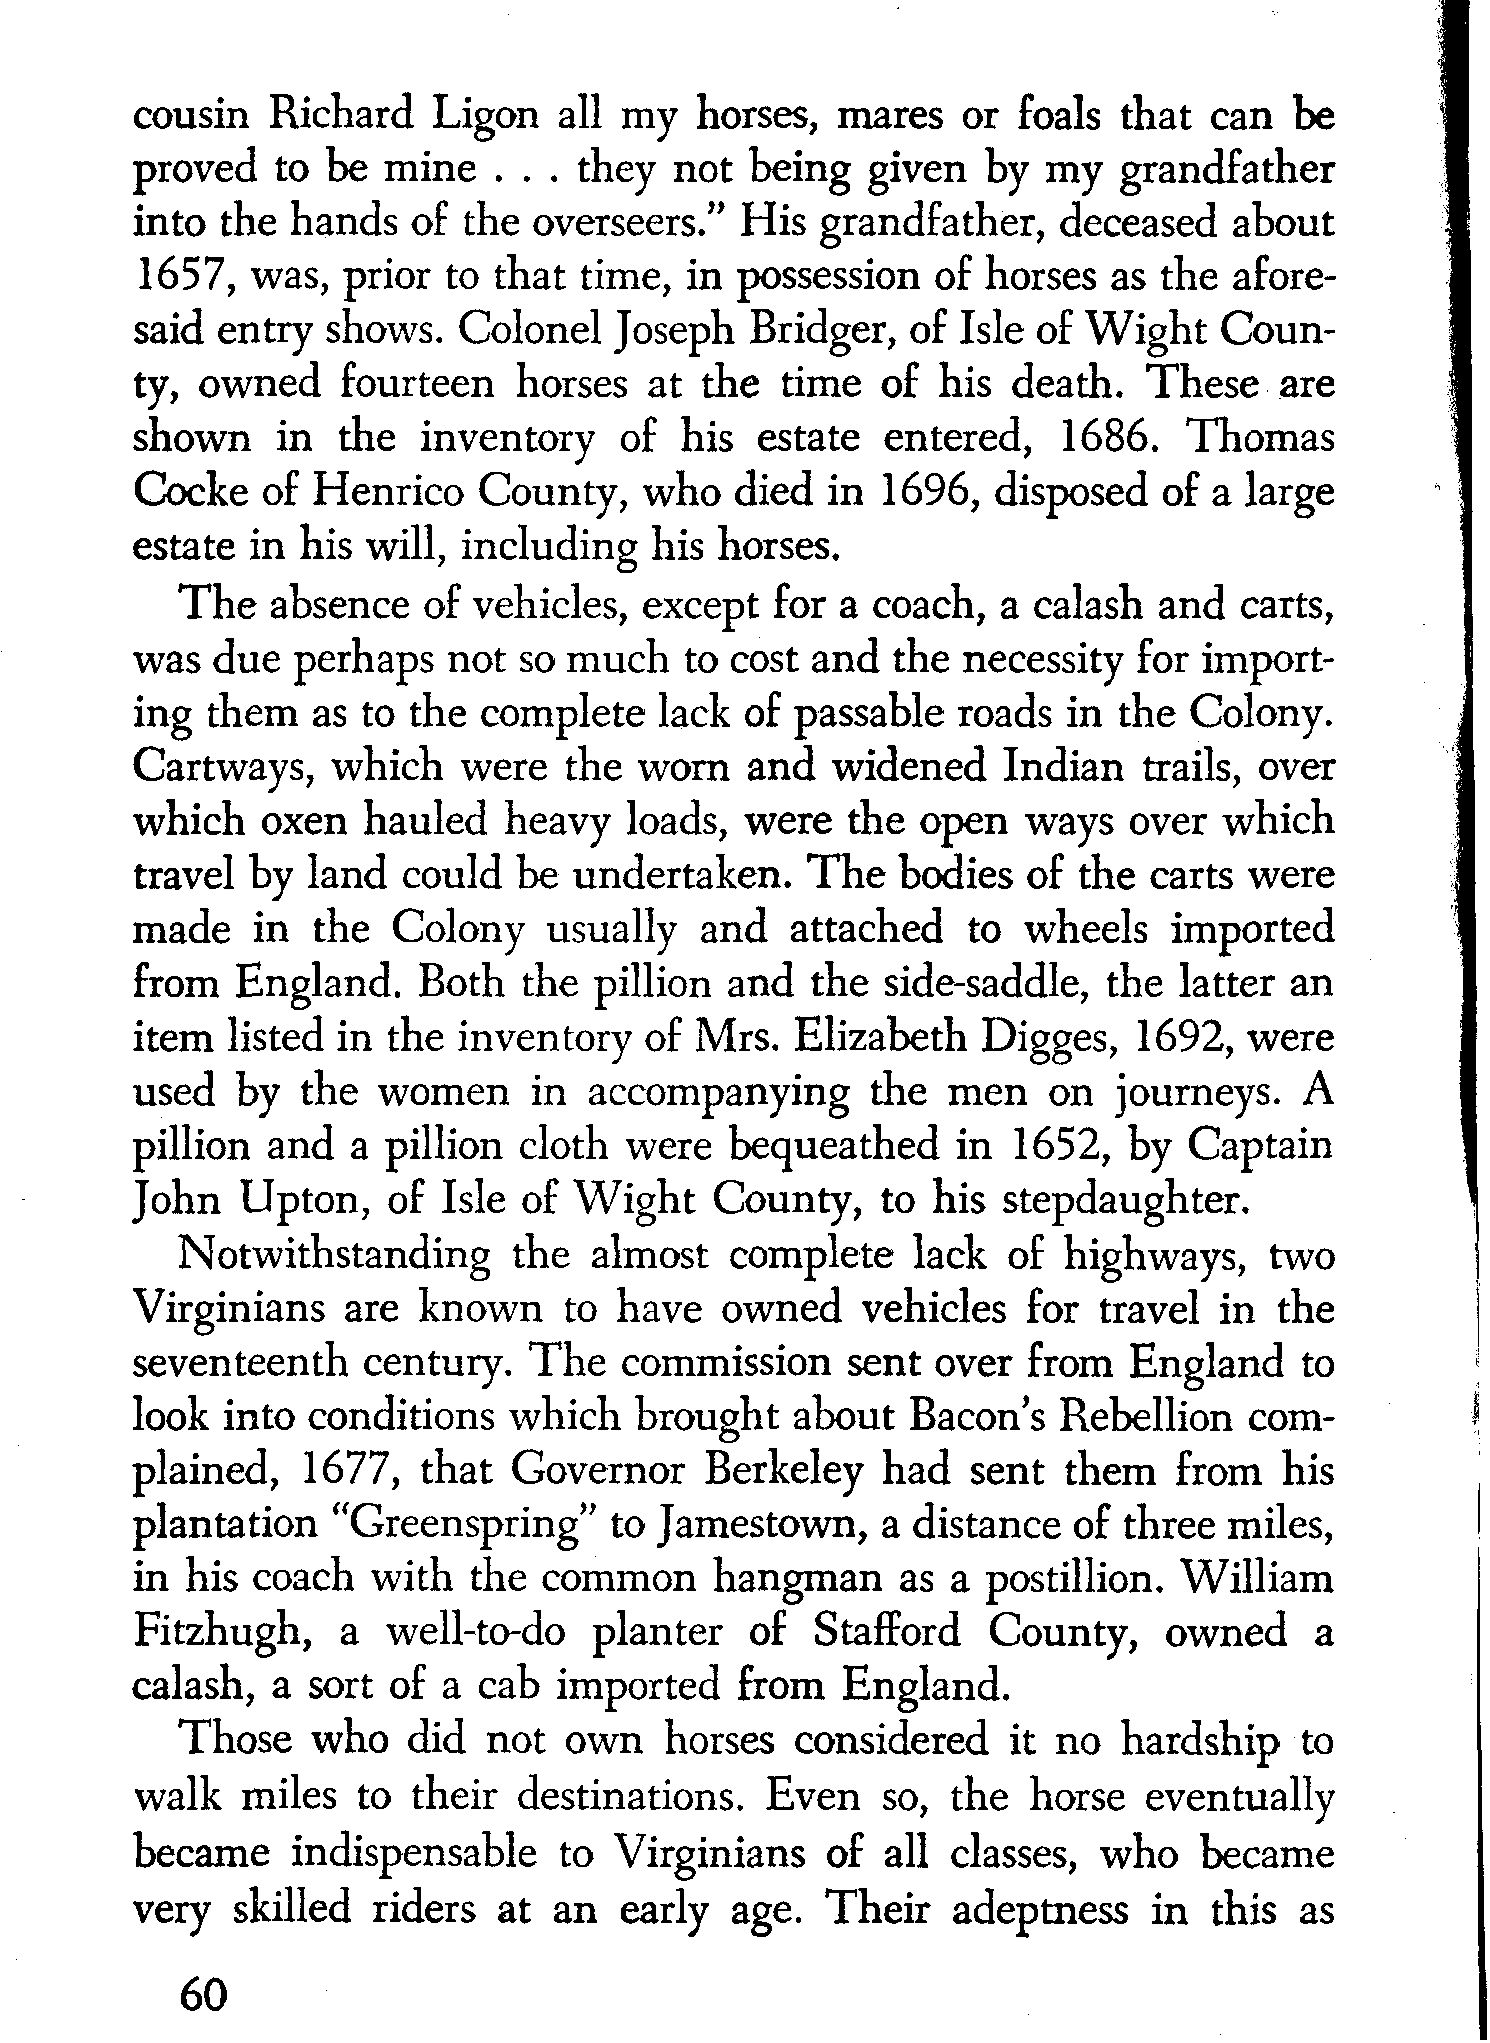 cousin Richard Ligon all my horses, mares or foals that can be
proved to be mine . . . they not being given by my grandfather
into the hands of the overseers.” His grandfather, deceased about
1657, was, prior to that time, in possession of horses as the afore-
said entry shows. Colonel Joseph Bridger, of Isle of Wight Coun-
ty, owned fourteen horses at the time of his death. These are
shown in the inventory of his estate entered, 1686. Thomas
Cocke of Henrico County, who died in 1696, disposed of a large
estate in his will, including his horses.
The absence of vehicles, except for a coach, a calash and carts,
was due perhaps not so much to cost and the necessity for import-
ing them as to the complete lack of passable roads in the Colony.
Cartways, which were the worn and widened Indian trails, over
which oxen hauled heavy loads, were the open ways over which
travel by land could be undertaken. The bodies of the carts were
made in the Colony usually and attached to wheels imported
from England. Both the pillion and the side-saddle, the latter an
item listed in the inventory of Mrs. Elizabeth Digges, 1692, were
used by the women in accompanying the men on journeys. A
pillion and a pillion cloth were bequeathed in 1652, by Captain
John Upton, of Isle of Wight County, to his stepdaughter.
Notwithstanding the almost complete lack of highways, two
Virginians are known to have owned vehicles for travel in the
seventeenth century. The commission sent over from England to
look into conditions which brought about Bacon’s Rebellion com-
plained, 1677, that Governor Berkeley had sent them from his
plantation “Greenspring” to Jamestown, a distance of three miles,
in his coach with the common hangman as a postillion. William
Fitzhugh, a well-to-do planter of Stafford County, owned a
calash, a sort of a cab imported from England.
Those who did not own horses considered it no hardship to
walk miles to their destinations. Even so, the horse eventually
became indispensable to Virginians of all classes, who became
very skilled riders at an early age. Their adeptness in this as
60